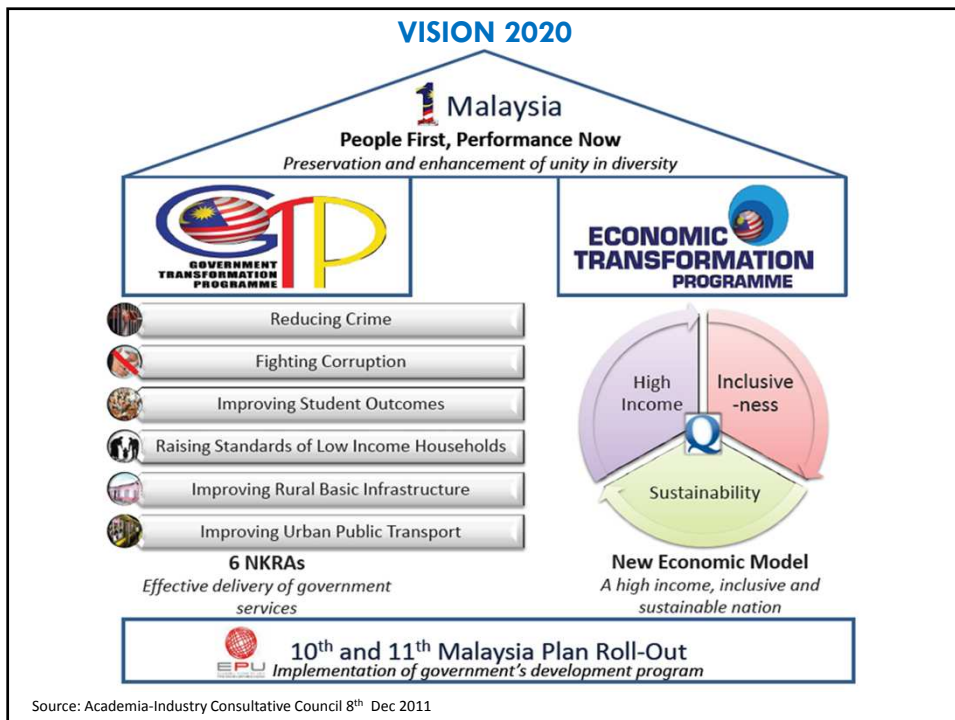 VISION 2020
1 Malaysia
People First, Performance Now
Preservation and enhancement of unity in diversity
GTP
GOVERNMENT
TRANSFORMATION
PROGRAMME
ECONOMIC
TRANSFORMATION
PROGRAMME
Reducing Crime
Fighting Corruption
Improving Student Outcomes
Raising Standards of Low Income Households
Improving Rural Basic Infrastructure
Improving Urban Public Transport
6 NKRAs
Effective delivery of government
services
High
Income
Inclusive
-ness
Q
Sustainability
New Economic Model
A high income, inclusive and
sustainable nation
EPU
10th and 11th Malaysia Plan Roll-Out
Implementation of government's development program
Source: Academia-Industry Consultative Council 8th Dec 2011